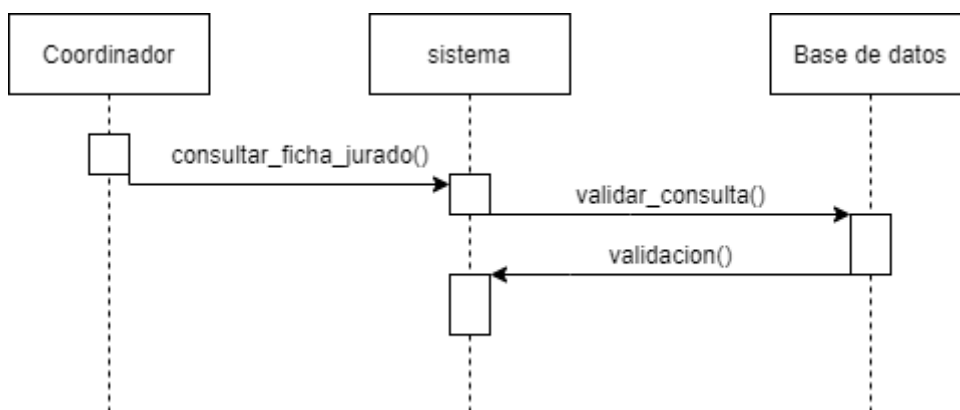 Coordinador
sistema
Base de datos
consultar_ficha_jurado()
validar_consulta()
validacion()